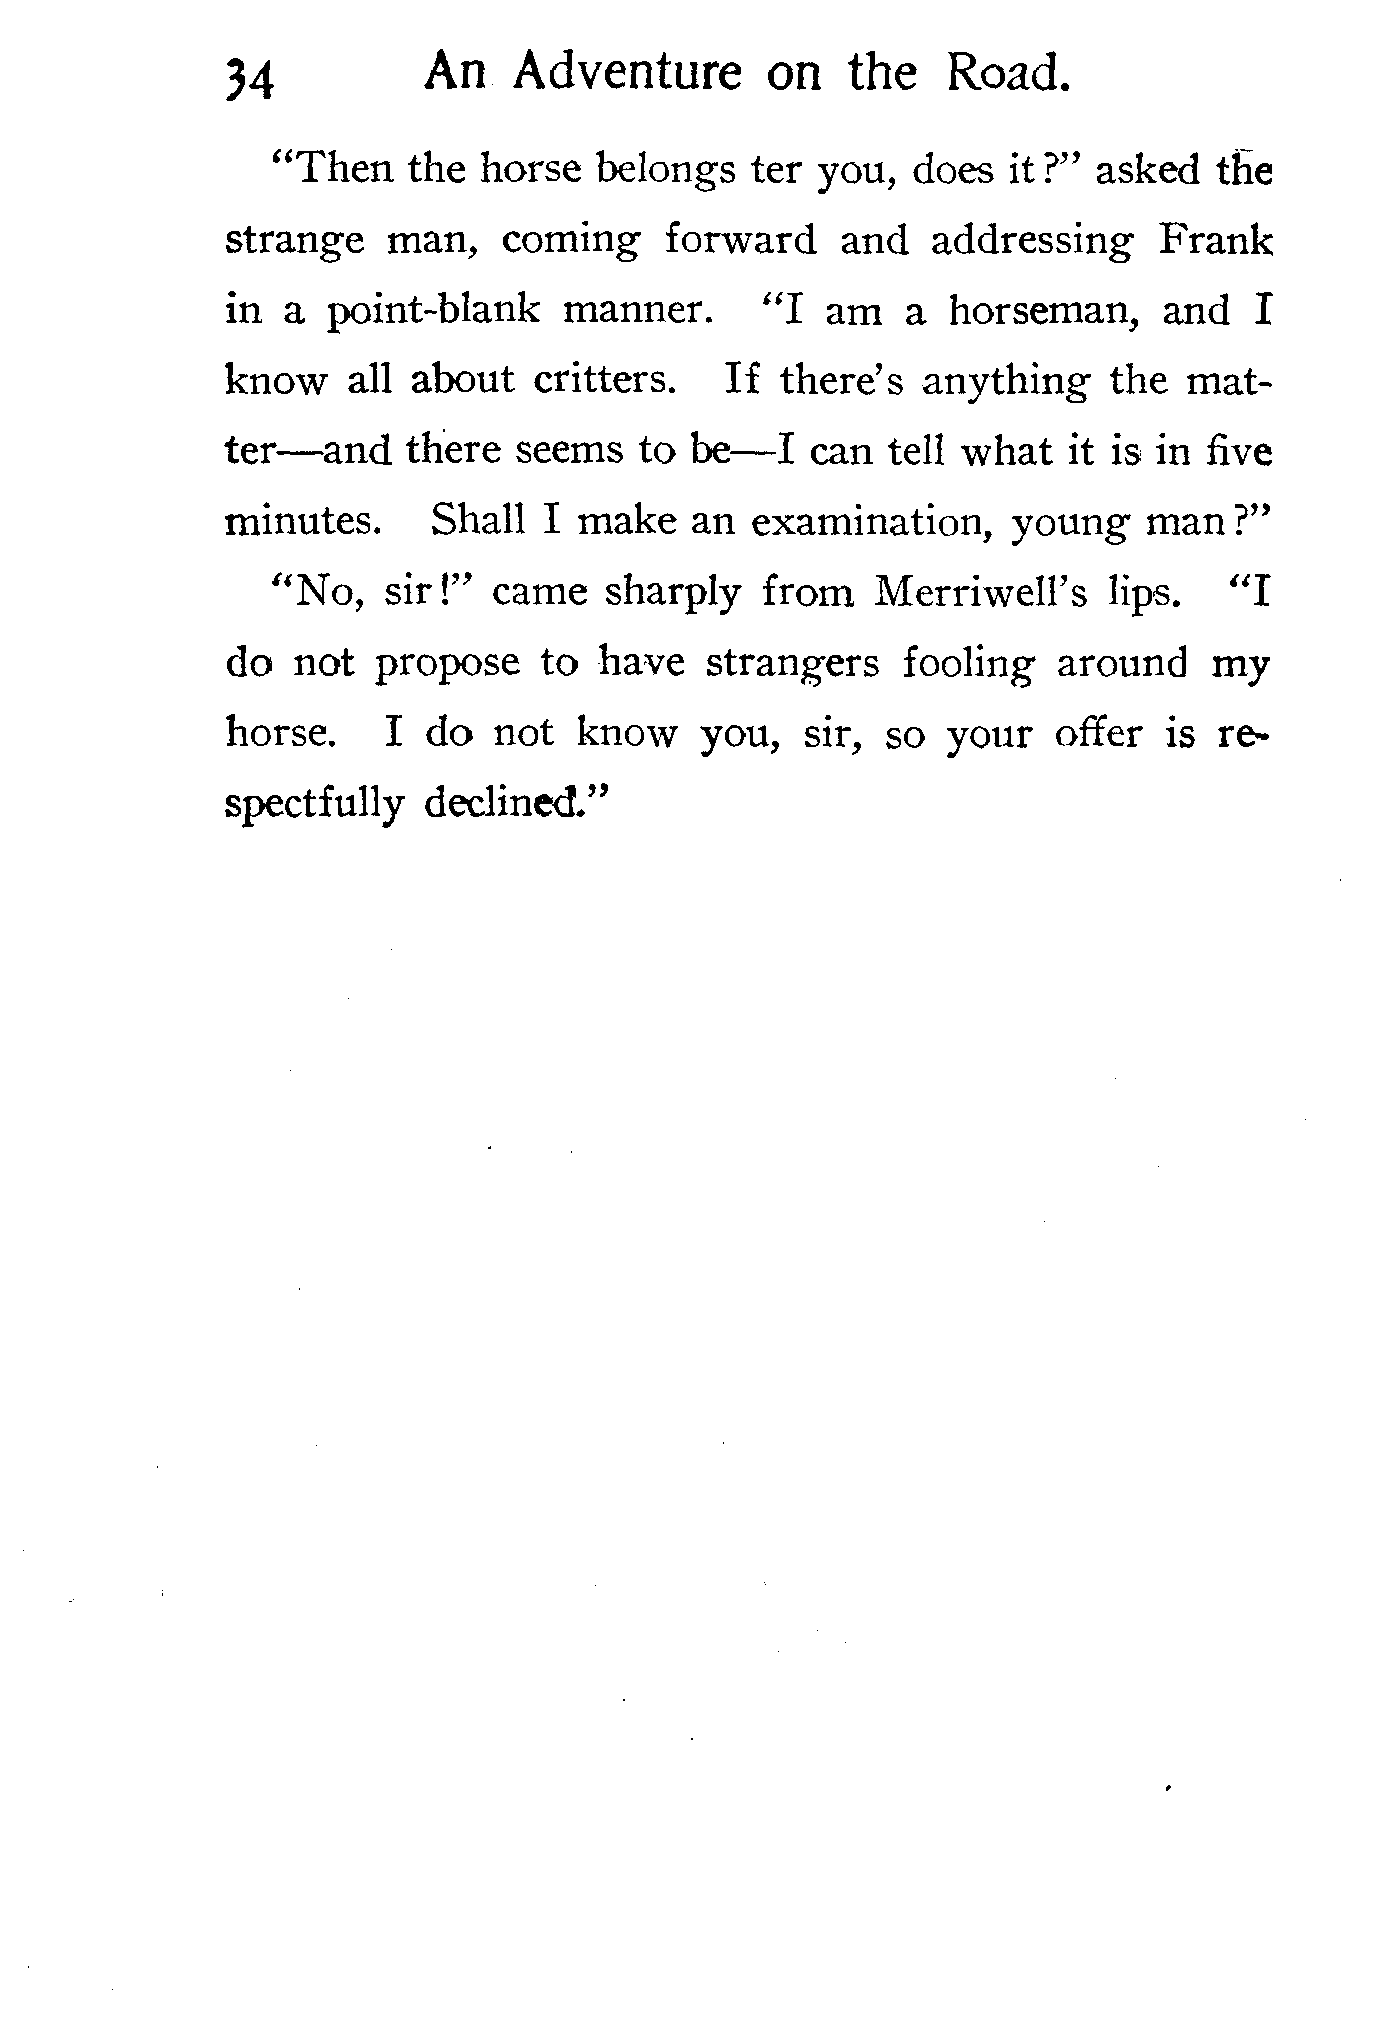 34 An Adventure on the Road.
“Then the horse belongs ter you, does it?” asked the
strange man, coming forward and addressing Frank
in a point-blank manner. “I am a horseman, and I
know all about critters. If there’s anything the mat-
ter—and there seems to be—I can tell what it is in five
minutes. Shall I make an examination, young man?”
“No, sir!” came sharply from Merriwell’s lips. “I
do not propose to have strangers fooling around my
horse. I do not know you, sir, so your offer is re-
spectfully declined.”